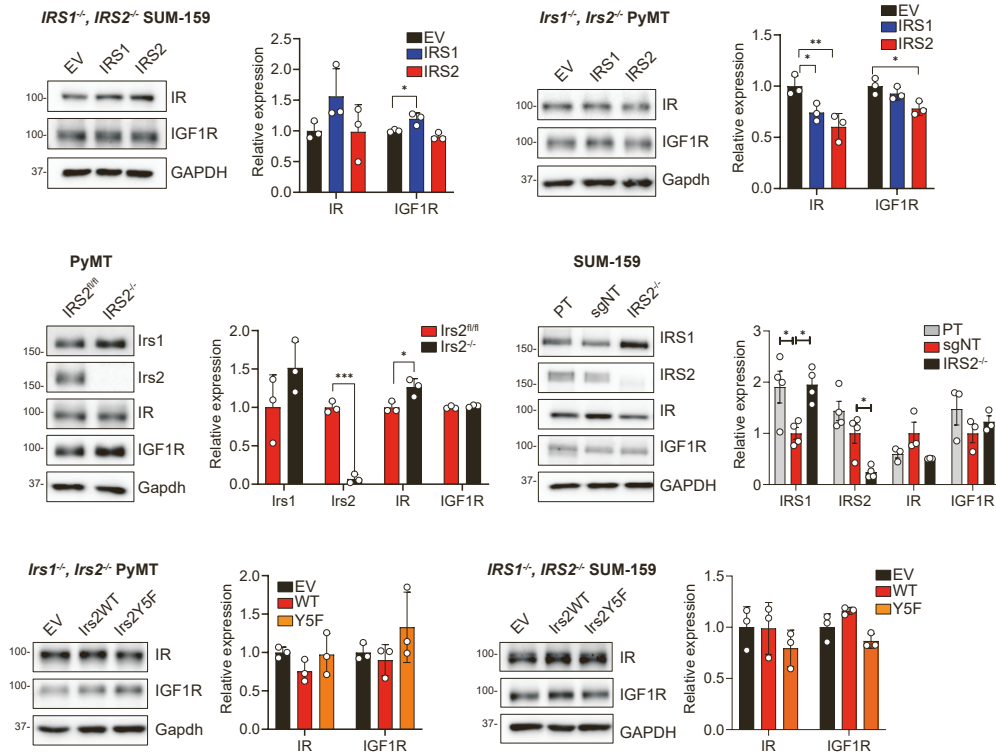 IRS1-/-, IRS2-/- SUM-159
EV IRS1 IRS2
100- IR
100- IGF1R
37- GAPDH
Relative expression
2.0
1.5
1.0
0.5
0.0
EV
IRS1
IRS2
*
IR IGF1R
Irs1-/-, Irs2-/- PyMT
EV IRS1 IRS2
100- IR
100- IGF1R
37- Gapdh
Relative expression
1.5
1.0
0.5
0.0
EV
IRS1
IRS2
**
*
*
IR IGF1R
PyMT
IRS2fl/fl IRS2-/-
150- Irs1
150- Irs2
100- IR
100- IGF1R
37- Gapdh
Relative expression
2.0
1.5
1.0
0.5
0.0
Irs2fl/fl
Irs2-/-
***
*
Irs1 Irs2 IR IGF1R
SUM-159
PT sgNT IRS2-/-
150- IRS1
150- IRS2
100- IR
100- IGF1R
37- GAPDH
Relative expression
3
2
1
0
PT
sgNT
IRS2-/-
* *
*
IRS1 IRS2 IR IGF1R
Irs1-/-, Irs2-/- PyMT
EV Irs2WT Irs2Y5F
100- IR
100- IGF1R
37- Gapdh
Relative expression
2.0
1.5
1.0
0.5
0.0
EV
WT
Y5F
IR IGF1R
IRS1-/-, IRS2-/- SUM-159
EV Irs2WT Irs2Y5F
100- IR
100- IGF1R
37- GAPDH
Relative expression
1.5
1.0
0.5
0.0
EV
WT
Y5F
IR IGF1R